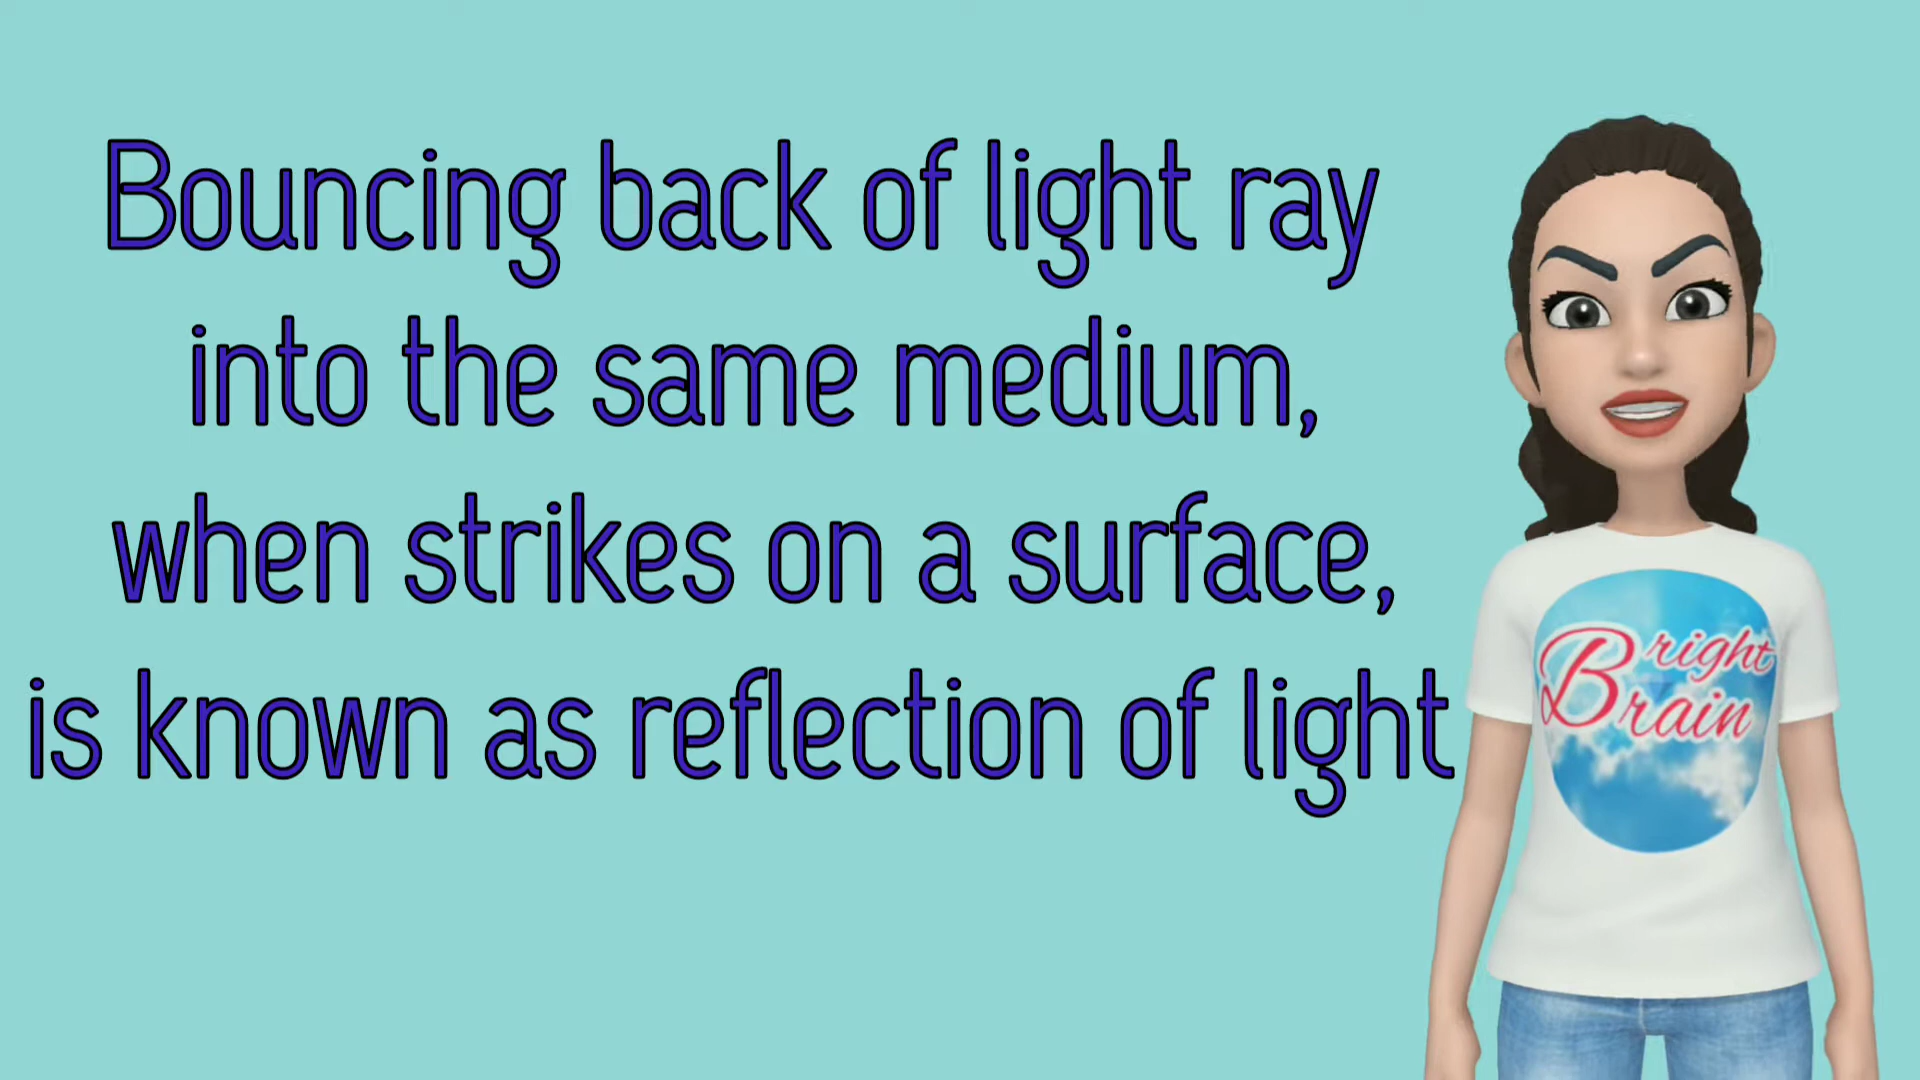 Bouncing back of light ray
into the same medium,
when strikes on a surface,
is known as reflection of light
Bright
Brain